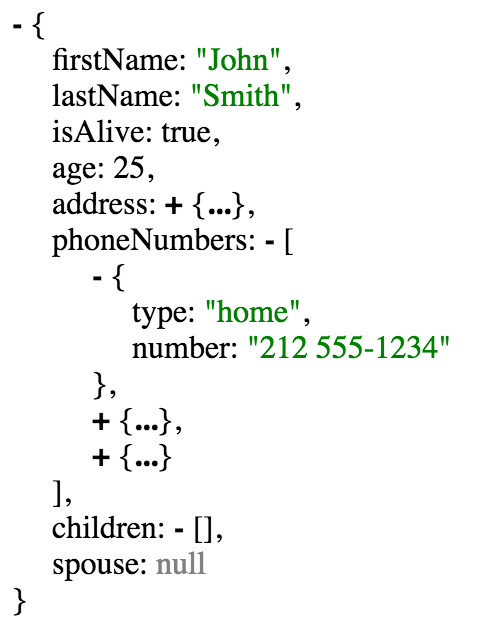 - {
firstName: "John",
lastName: "Smith",
isAlive: true,
age: 25,
address: + {...},
phoneNumbers: - [
- {
type: "home",
number: "212 555-1234"
},
+ {...},
+ {...}
],
children: - [],
spouse: null
}